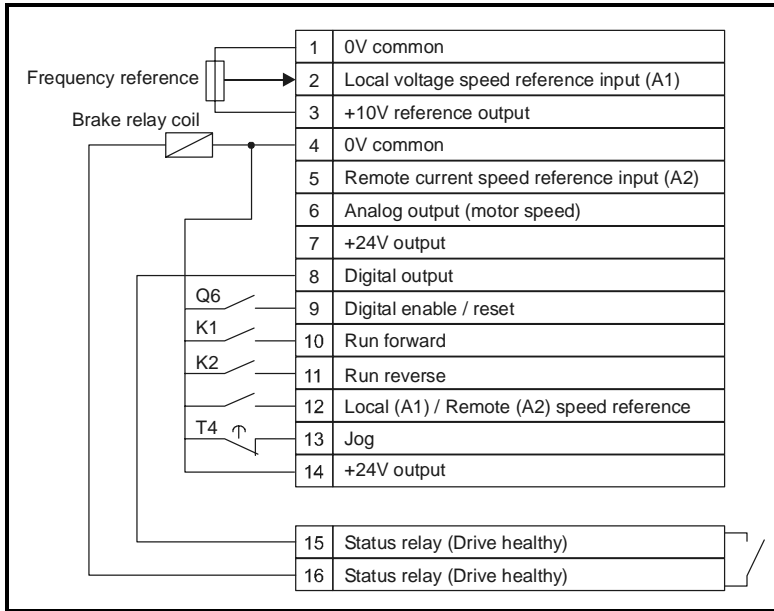 1 0V common
Frequency reference 2 Local voltage speed reference input (A1)
3 +10V reference output
Brake relay coil
4 0V common
5 Remote current speed reference input (A2)
6 Analog output (motor speed)
7 +24V output
8 Digital output
Q6 9 Digital enable / reset
K1 10 Run forward
K2 11 Run reverse
12 Local (A1) / Remote (A2) speed reference
T4 13 Jog
14 +24V output
15 Status relay (Drive healthy)
16 Status relay (Drive healthy)